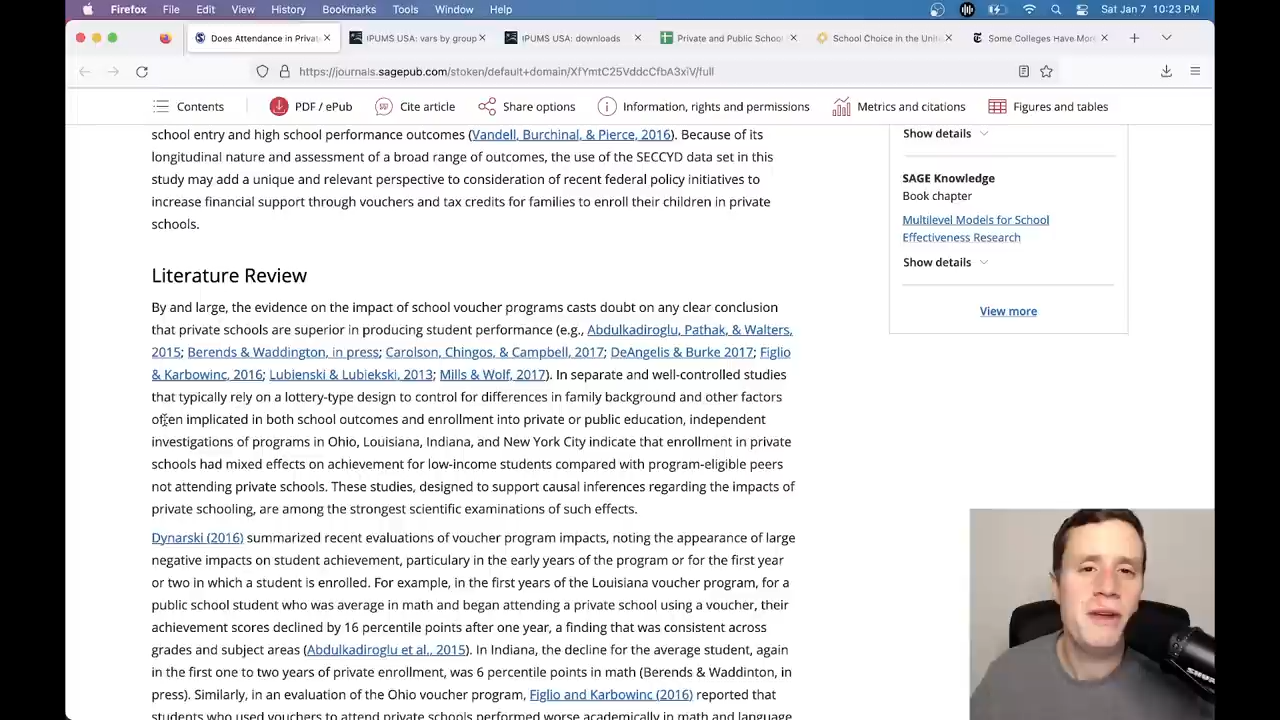 Firefox File Edit View History Bookmarks Tools Window Help Sat Jan 7 10:23 PM
Does Attendance in Privat IPUMS USA: vars by group IPUMS USA: downloads Private and Public School School Choice in the Unite Some Colleges Have More
https://journals.sagepub.com/stoken/default+domain/XfYmtC25VddcCfbA3xiV/full
Contents PDF / ePub Cite article Share options Information, rights and permissions Metrics and citations Figures and tables
school entry and high school performance outcomes (Vandell, Burchinal, & Pierce, 2016). Because of its
longitudinal nature and assessment of a broad range of outcomes, the use of the SECCYD data set in this
study may add a unique and relevant perspective to consideration of recent federal policy initiatives to
increase financial support through vouchers and tax credits for families to enroll their children in private
schools.
Literature Review
By and large, the evidence on the impact of school voucher programs casts doubt on any clear conclusion
that private schools are superior in producing student performance (e.g., Abdulkadiroglu, Pathak, & Walters,
2015; Berends & Waddington, in press; Carolson, Chingos, & Campbell, 2017; DeAngelis & Burke 2017; Figlio
& Karbowinc, 2016; Lubienski & Lubiekski, 2013; Mills & Wolf, 2017). In separate and well-controlled studies
that typically rely on a lottery-type design to control for differences in family background and other factors
often implicated in both school outcomes and enrollment into private or public education, independent
investigations of programs in Ohio, Louisiana, Indiana, and New York City indicate that enrollment in private
schools had mixed effects on achievement for low-income students compared with program-eligible peers
not attending private schools. These studies, designed to support causal inferences regarding the impacts of
private schooling, are among the strongest scientific examinations of such effects.
Dynarski (2016) summarized recent evaluations of voucher program impacts, noting the appearance of large
negative impacts on student achievement, particulary in the early years of the program or for the first year
or two in which a student is enrolled. For example, in the first years of the Louisiana voucher program, for a
public school student who was average in math and began attending a private school using a voucher, their
achievement scores declined by 16 percentile points after one year, a finding that was consistent across
grades and subject areas (Abdulkadiroglu et al., 2015). In Indiana, the decline for the average student, again
in the first one to two years of private enrollment, was 6 percentile points in math (Berends & Waddinton, in
press). Similarly, in an evaluation of the Ohio voucher program, Figlio and Karbowinc (2016) reported that
students who used vouchers to attend private schools performed worse academically in math and language
Show details
SAGE Knowledge
Book chapter
Multilevel Models for School
Effectiveness Research
Show details
View more